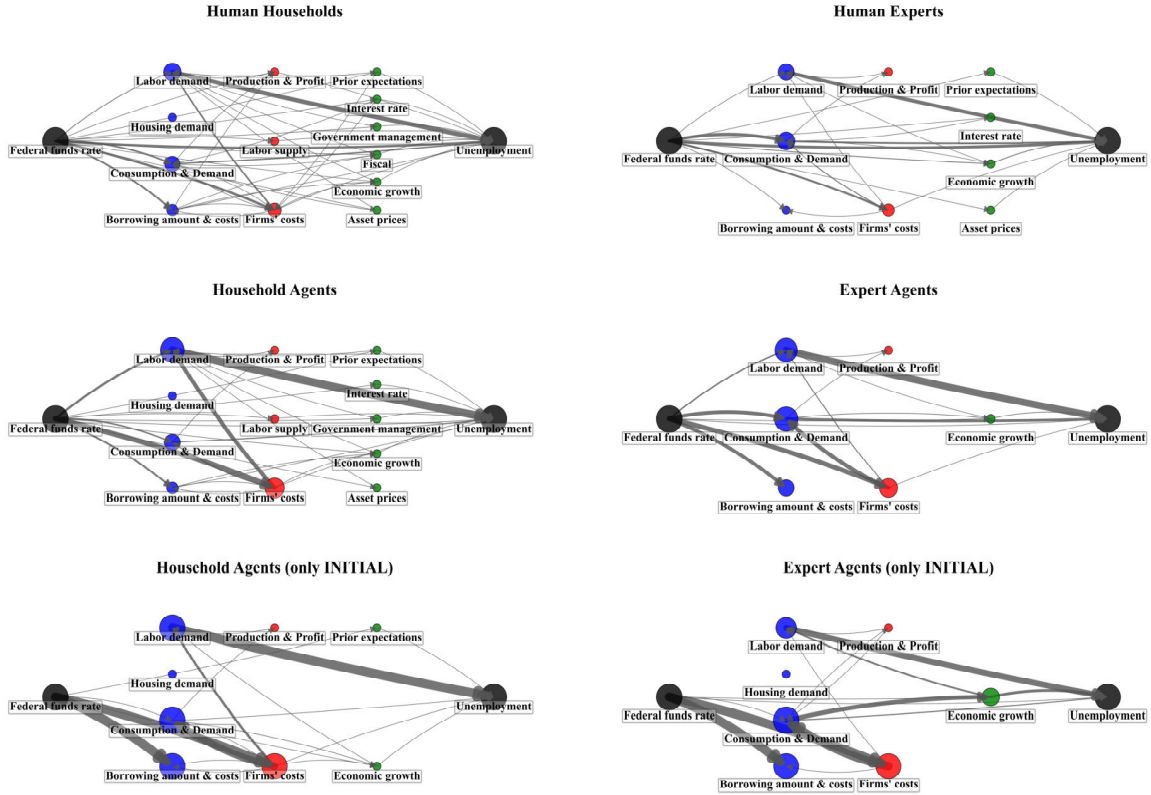 Human Households
Labor demand
Production & Profit
Prior expectations
Interest rate
Housing demand
Government management
Federal funds rate
Labor supply
Unemployment
Fiscal
Consumption & Demand
Economic growth
Borrowing amount & costs
Firms' costs
Asset prices
Human Experts
Labor demand
Production & Profit
Prior expectations
Interest rate
Federal funds rate
Consumption & Demand
Unemployment
Economic growth
Borrowing amount & costs
Firms' costs
Asset prices
Household Agents
Labor demand
Production & Profit
Prior expectations
Interest rate
Housing demand
Federal funds rate
Labor supply
Government management
Unemployment
Consumption & Demand
Economic growth
Borrowing amount & costs
Firms' costs
Asset prices
Expert Agents
Labor demand
Production & Profit
Federal funds rate
Consumption & Demand
Economic growth
Unemployment
Borrowing amount & costs
Firms' costs
Household Agents (only INITIAL)
Labor demand
Production & Profit
Prior expectations
Housing demand
Federal funds rate
Unemployment
Consumption & Demand
Borrowing amount & costs
Firms' costs
Economic growth
Expert Agents (only INITIAL)
Labor demand
Production & Profit
Housing demand
Federal funds rate
Economic growth
Unemployment
Consumption & Demand
Borrowing amount & costs
Firms' costs